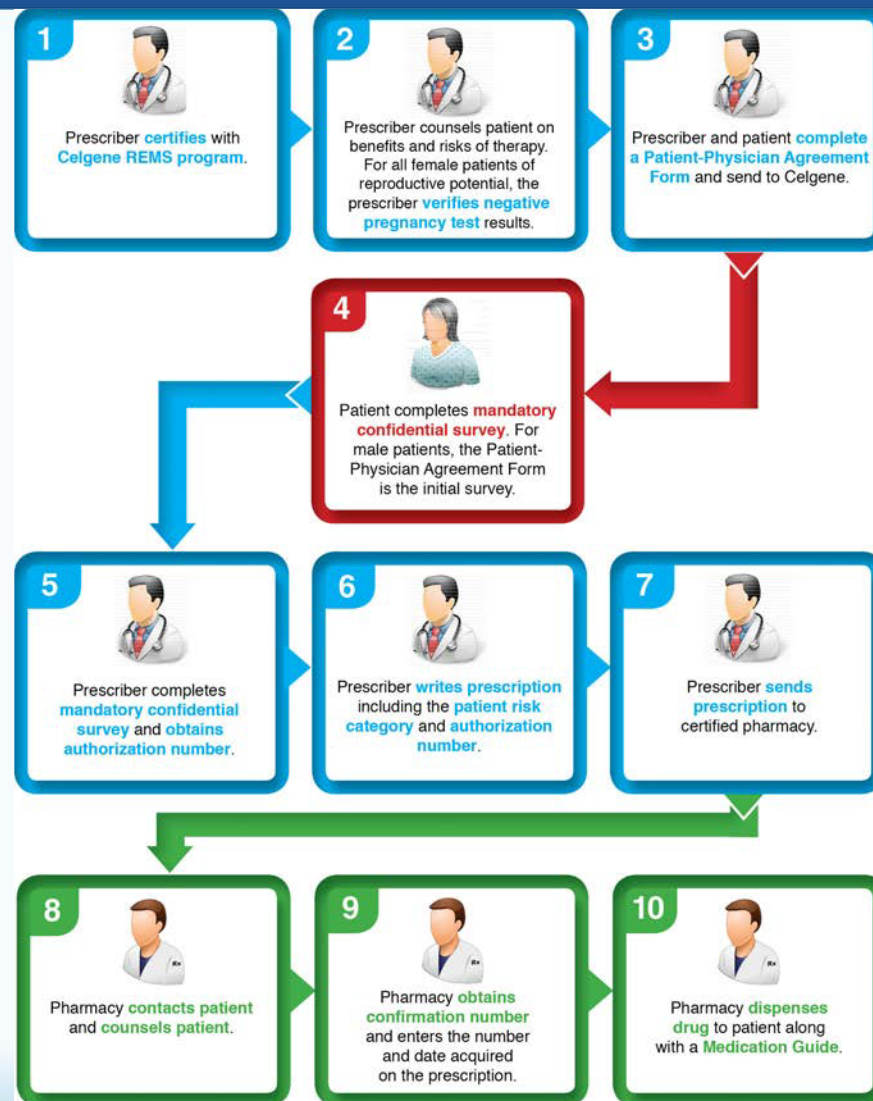 1
Prescriber certifies with
Celgene REMS program.
2
Prescriber counsels patient on
benefits and risks of therapy.
For all female patients of
reproductive potential, the
prescriber verifies negative
pregnancy test results.
3
Prescriber and patient complete
a Patient-Physician Agreement
Form and send to Celgene.
4
Patient completes mandatory
confidential survey. For
male patients, the Patient-
Physician Agreement Form
is the initial survey.
5
Prescriber completes
mandatory confidential
survey and obtains
authorization number.
6
Prescriber writes prescription
including the patient risk
category and authorization
number.
7
Prescriber sends
prescription to
certified pharmacy.
8
Rx
Pharmacy contacts patient
and counsels patient.
9
Rx
Pharmacy obtains
confirmation number
and enters the number
and date acquired
on the prescription.
10
Rx
Pharmacy dispenses
drug to patient along
with a Medication Guide.